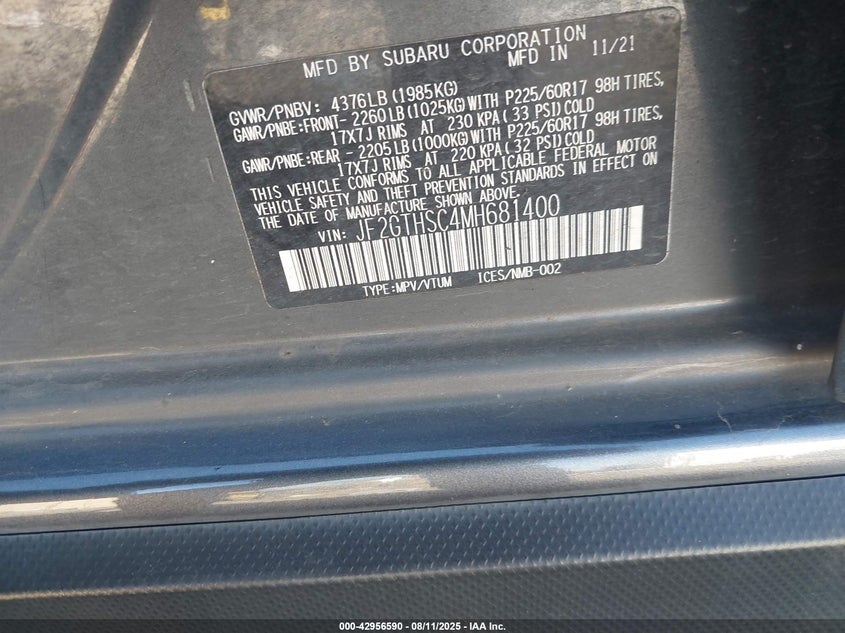 MFD BY SUBARU CORPORATION
MFD IN 11/21
GVWR/PNBV: 4376LB(1985KG)
GAWR/PNBE:FRONT-2260LB(1025KG)WITH P225/60R17 98H TIRES,
17X7J RIMS AT 230 KPA(33 PSI)COLD
GAWR/PNBE:REAR -2205LB(1000KG)WITH P225/60R17 98H TIRES,
17X7J RIMS AT 220 KPA(32 PSI)COLD
THIS VEHICLE CONFORMS TO ALL APPLICABLE FEDERAL MOTOR
VEHICLE SAFETY AND THEFT PREVENTION STANDARDS IN EFFECT ON
THE DATE OF MANUFACTURE SHOWN ABOVE.
VIN: JF2GTHSC4MH681400
TYPE:MPV/VTUM ICES/NMB-002
000-42956590 - 08/11/2025 - IAA Inc.